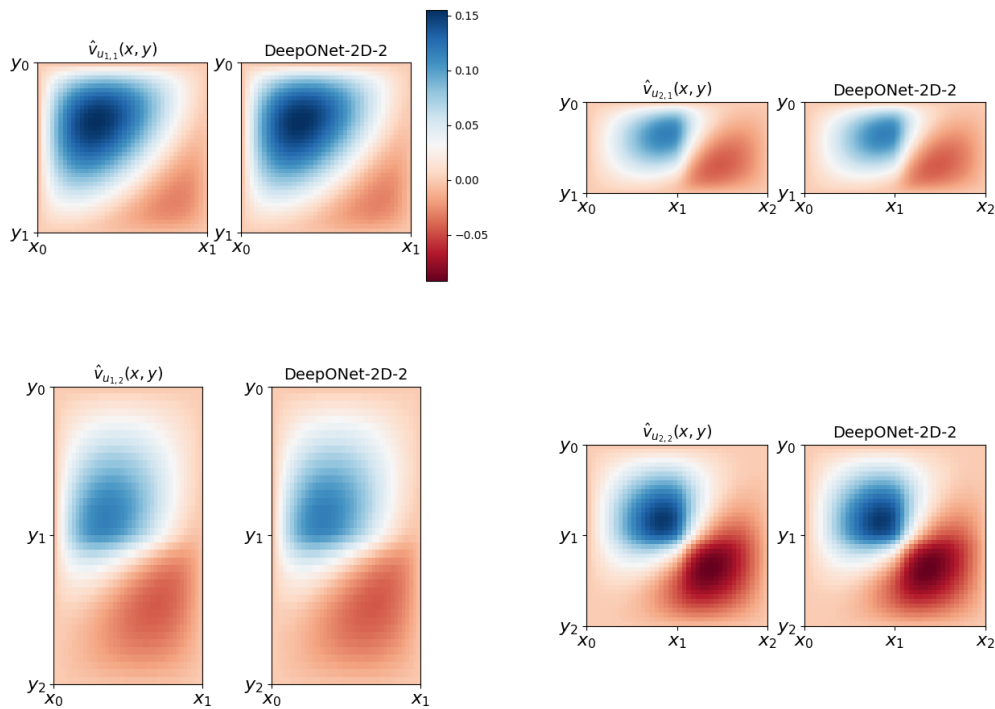 v̂_{u_{1,1}}(x, y) DeepONet-2D-2
y₀ y₀
y₁ y₁
x₀ x₁ x₀ x₁
0.15
0.10
0.05
0.00
−0.05
v̂_{u_{2,1}}(x, y) DeepONet-2D-2
y₀ y₀
y₁ y₁
x₀ x₁ x₂ x₀ x₁ x₂
v̂_{u_{1,2}}(x, y) DeepONet-2D-2
y₀ y₀
y₁ y₁
y₂ y₂
x₀ x₁ x₀ x₁
v̂_{u_{2,2}}(x, y) DeepONet-2D-2
y₀ y₀
y₁ y₁
y₂ y₂
x₀ x₁ x₂ x₀ x₁ x₂